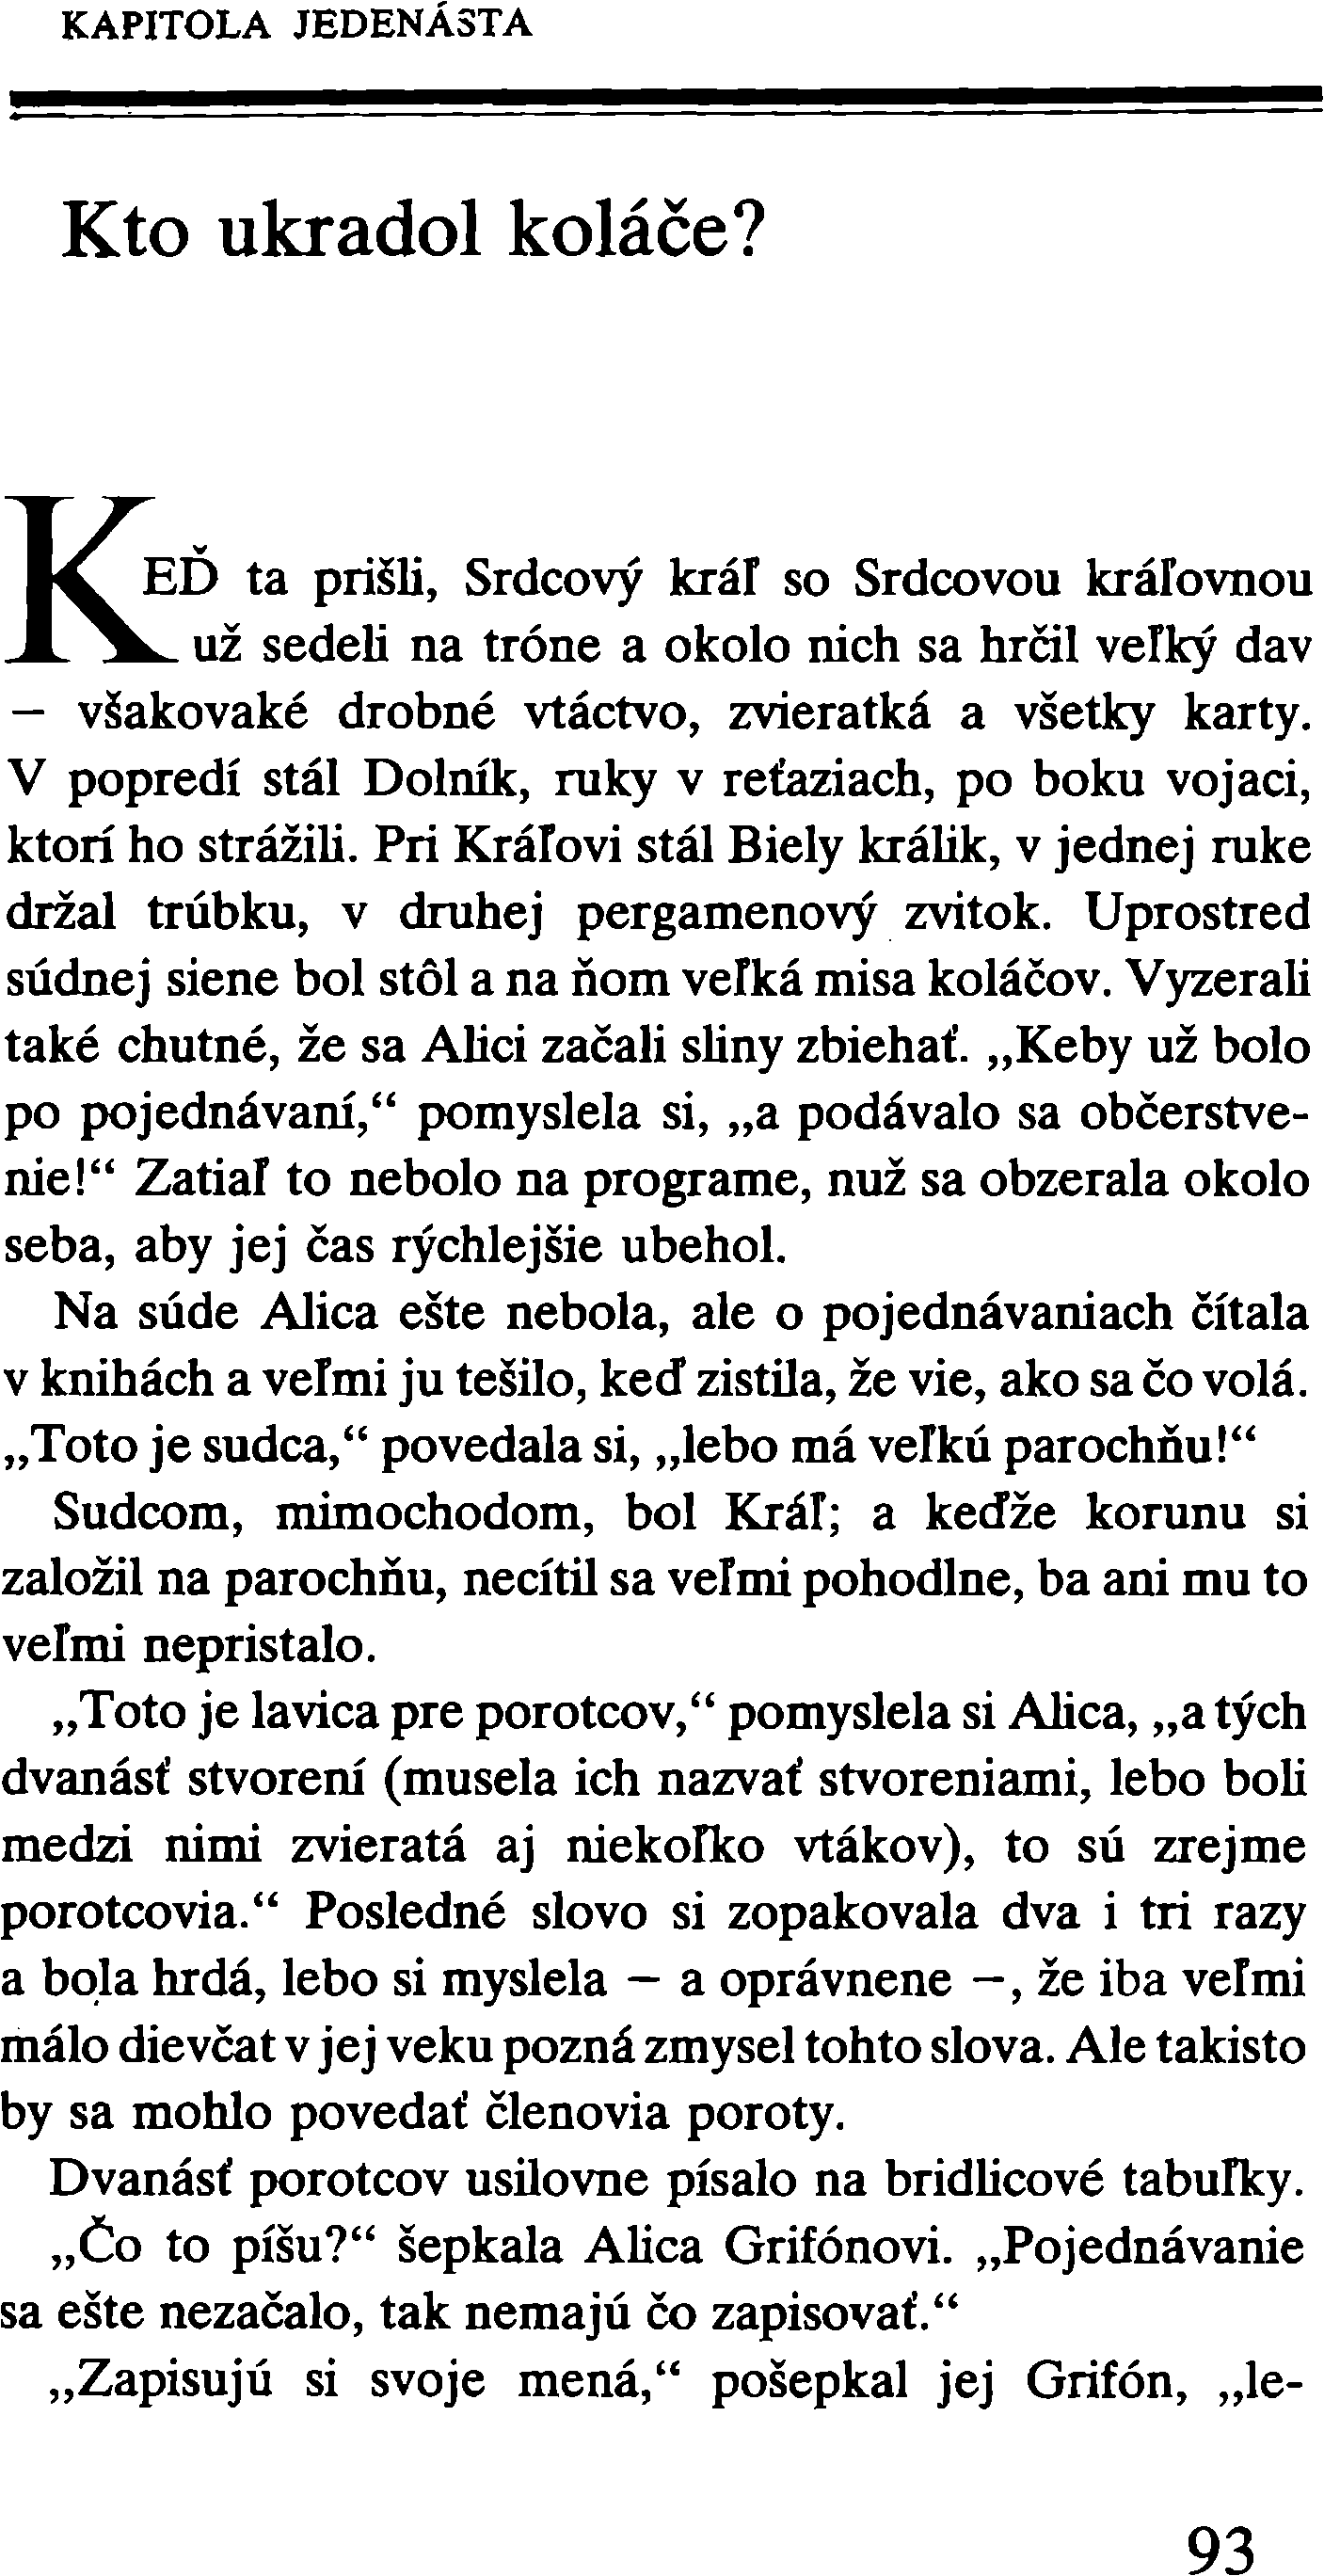 KAPITOLA JEDENÁSTA
Kto ukradol koláče?
KEĎ ta prišli, Srdcový kráľ so Srdcovou kráľovnou
už sedeli na tróne a okolo nich sa hrčil veľký dav
– všakovaké drobné vtáctvo, zvieratká a všetky karty.
V popredí stál Dolník, ruky v reťaziach, po boku vojaci,
ktorí ho strážili. Pri Kráľovi stál Biely králik, v jednej ruke
držal trúbku, v druhej pergamenový zvitok. Uprostred
súdnej siene bol stôl a na ňom veľká misa koláčov. Vyzerali
také chutné, že sa Alici začali sliny zbiehať. „Keby už bolo
po pojednávaní,“ pomyslela si, „a podávalo sa občerstve-
nie!“ Zatiaľ to nebolo na programe, nuž sa obzerala okolo
seba, aby jej čas rýchlejšie ubehol.
Na súde Alica ešte nebola, ale o pojednávaniach čítala
v knihách a veľmi ju tešilo, keď zistila, že vie, ako sa čo volá.
„Toto je sudca,“ povedala si, „lebo má veľkú parochňu!“
Sudcom, mimochodom, bol Kráľ; a keďže korunu si
založil na parochňu, necítil sa veľmi pohodlne, ba ani mu to
veľmi nepristalo.
„Toto je lavica pre porotcov,“ pomyslela si Alica, „a tých
dvanásť stvorení (musela ich nazvať stvoreniami, lebo boli
medzi nimi zvieratá aj niekoľko vtákov), to sú zrejme
porotcovia.“ Posledné slovo si zopakovala dva i tri razy
a bola hrdá, lebo si myslela – a oprávnene –, že iba veľmi
málo dievčat v jej veku pozná zmysel tohto slova. Ale takisto
by sa mohlo povedať členovia poroty.
Dvanásť porotcov usilovne písalo na bridlicové tabuľky.
„Čo to píšu?“ šepkala Alica Grifónovi. „Pojednávanie
sa ešte nezačalo, tak nemajú čo zapisovať.“
„Zapisujú si svoje mená,“ pošepkal jej Grifón, „le-
93